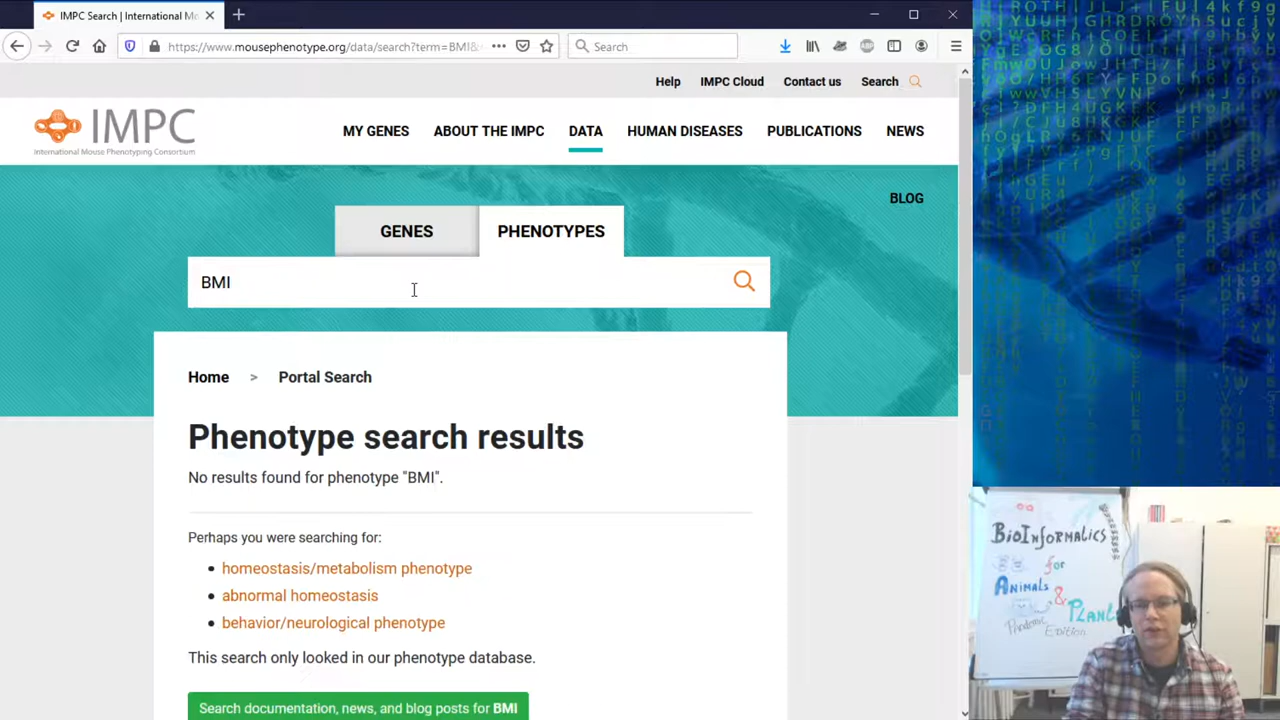 IMPC Search | International Mo
https://www.mousephenotype.org/data/search?term=BMI&
Search
Help
IMPC Cloud
Contact us
Search
IMPC
International Mouse Phenotyping Consortium
MY GENES
ABOUT THE IMPC
DATA
HUMAN DISEASES
PUBLICATIONS
NEWS
BLOG
GENES
PHENOTYPES
BMI
Home > Portal Search
Phenotype search results
No results found for phenotype "BMI".
Perhaps you were searching for:
homeostasis/metabolism phenotype
abnormal homeostasis
behavior/neurological phenotype
This search only looked in our phenotype database.
Search documentation, news, and blog posts for BMI
BioInformatics
for
Animals
&
Plants
Edition